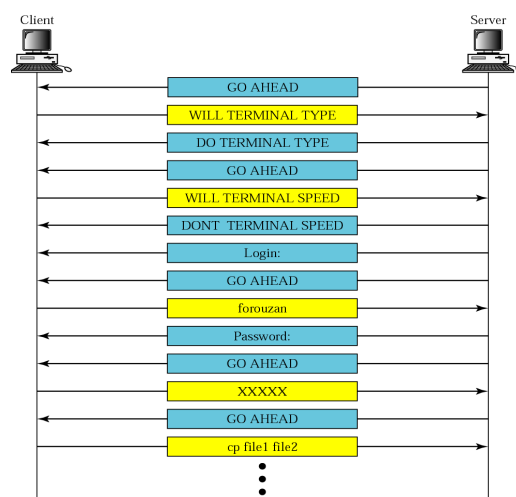 Client
Server
GO AHEAD
WILL TERMINAL TYPE
DO TERMINAL TYPE
GO AHEAD
WILL TERMINAL SPEED
DONT TERMINAL SPEED
Login:
GO AHEAD
forouzan
Password:
GO AHEAD
XXXXX
GO AHEAD
cp file1 file2